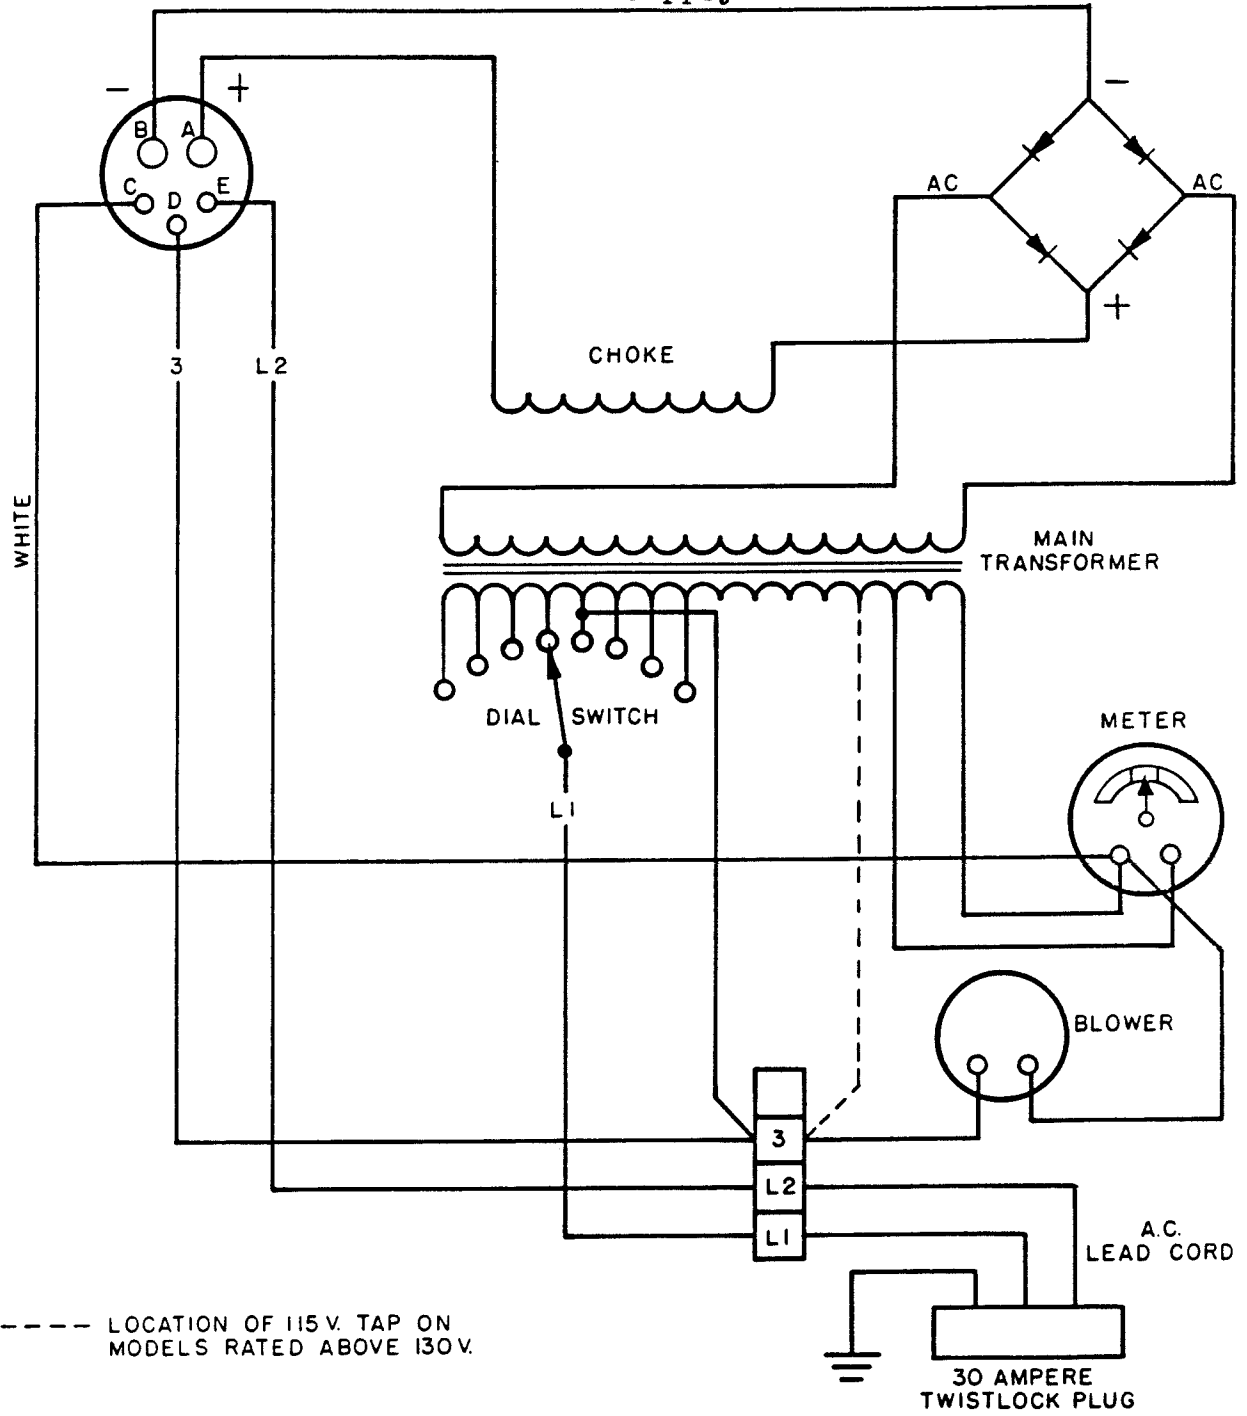 - +
B A
C D E
-
AC AC
+
3 L2
CHOKE
WHITE
MAIN
TRANSFORMER
DIAL SWITCH
METER
L1
BLOWER
3
L2
L1
A.C.
LEAD CORD
---- LOCATION OF 115 V. TAP ON
MODELS RATED ABOVE 130 V.
30 AMPERE
TWISTLOCK PLUG